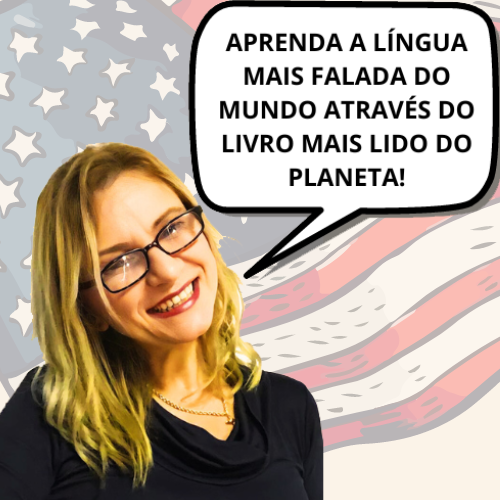 APRENDA A LÍNGUA
MAIS FALADA DO
MUNDO ATRAVÉS DO
LIVRO MAIS LIDO DO
PLANETA!